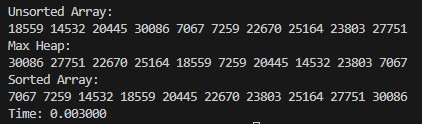 Unsorted Array:
18559 14532 20445 30086 7067 7259 22670 25164 23803 27751
Max Heap:
30086 27751 22670 25164 18559 7259 20445 14532 23803 7067
Sorted Array:
7067 7259 14532 18559 20445 22670 23803 25164 27751 30086
Time: 0.003000